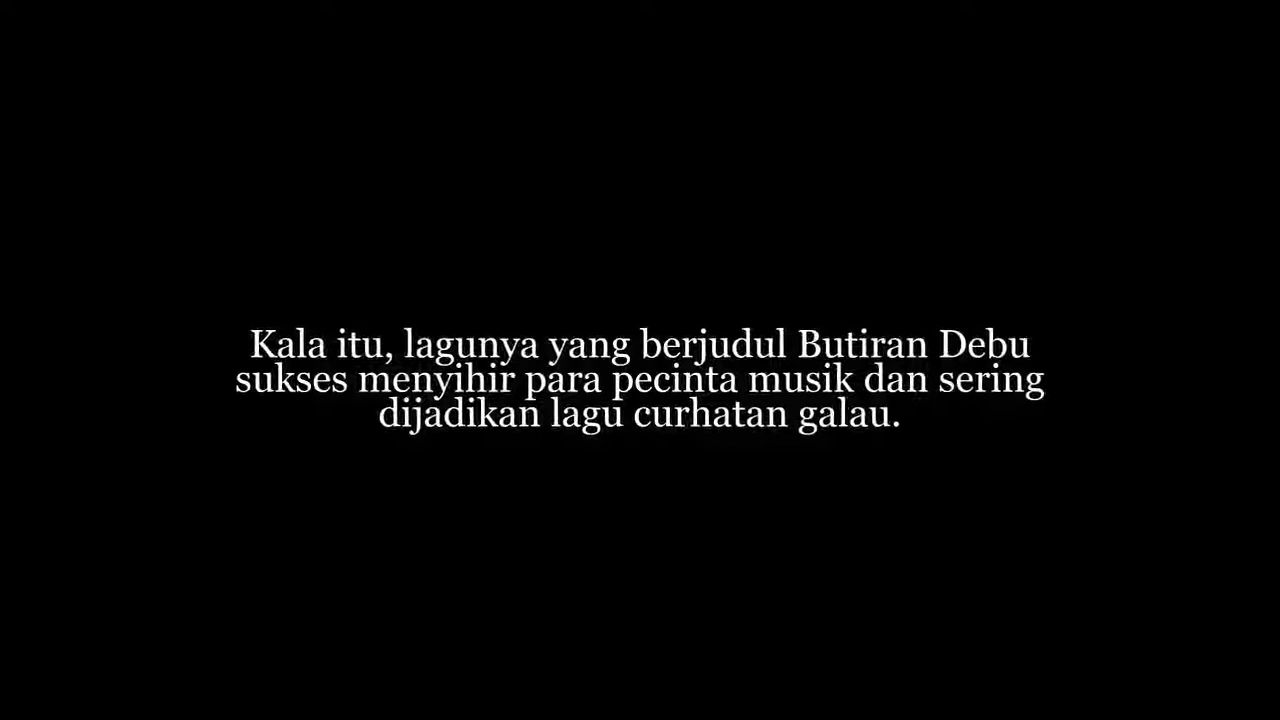 Kala itu, lagunya yang berjudul Butiran Debu
sukses menyihir para pecinta musik dan sering
dijadikan lagu curhatan galau.